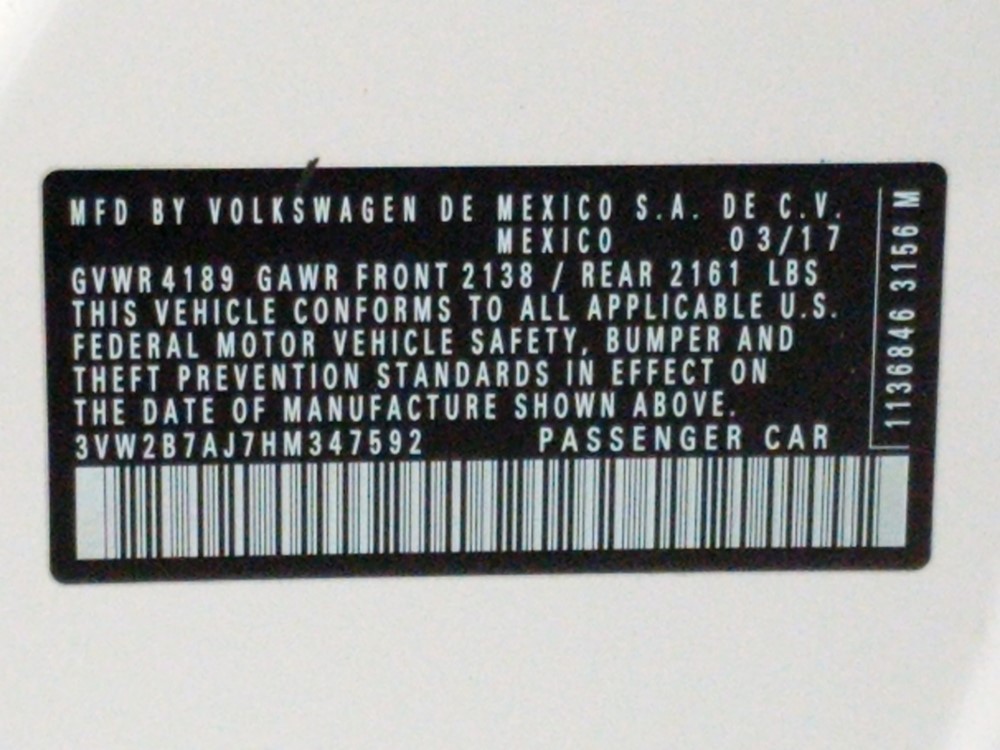 MFD BY VOLKSWAGEN DE MEXICO S.A. DE C.V.
MEXICO 03/17
GVWR 4189 GAWR FRONT 2138 / REAR 2161 LBS
THIS VEHICLE CONFORMS TO ALL APPLICABLE U.S.
FEDERAL MOTOR VEHICLE SAFETY, BUMPER AND
THEFT PREVENTION STANDARDS IN EFFECT ON
THE DATE OF MANUFACTURE SHOWN ABOVE.
3VW2B7AJ7HM347592 PASSENGER CAR
1136846 3156 M